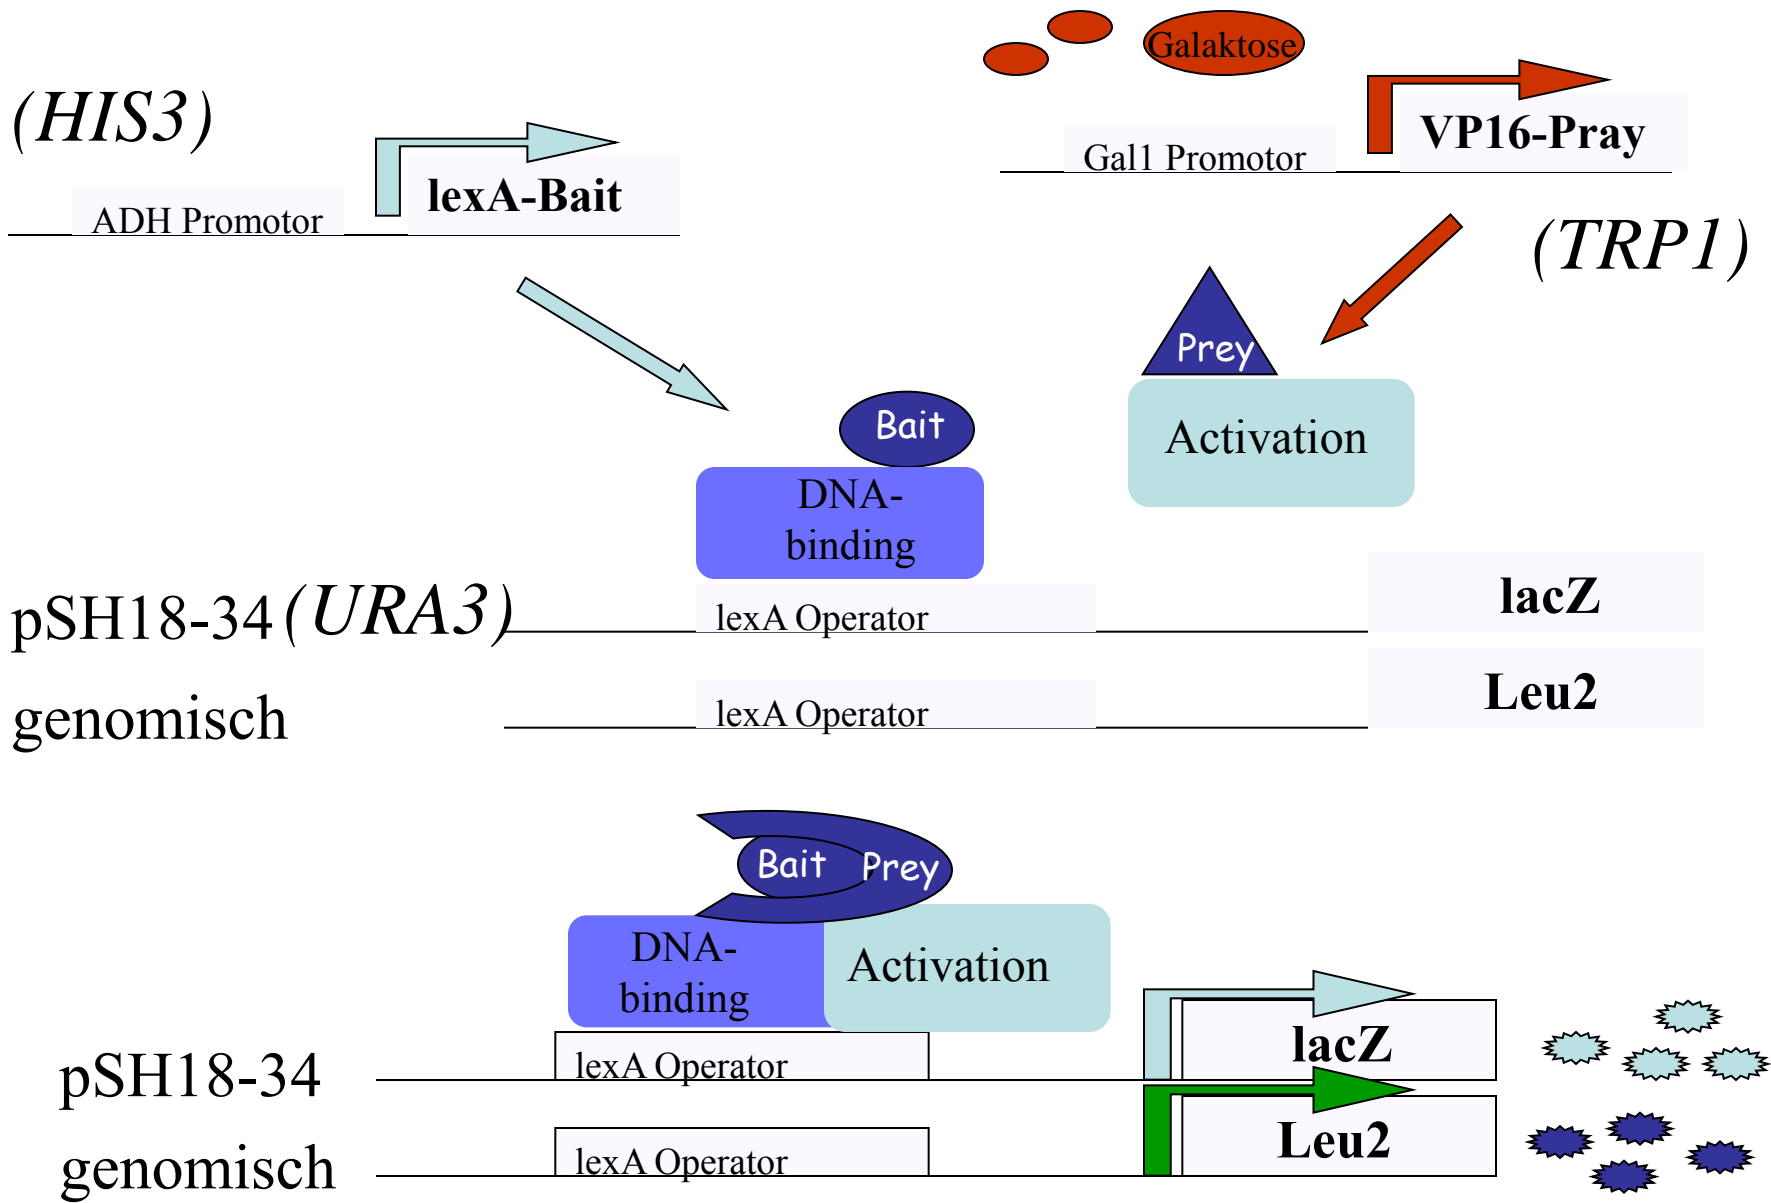 Galaktose
(HIS3)
VP16-Pray
Gal1 Promotor
lexA-Bait
ADH Promotor
(TRP1)
Prey
Bait
Activation
DNA-
binding
pSH18-34 (URA3)
lexA Operator
lacZ
genomisch
lexA Operator
Leu2
Bait
Prey
DNA-
binding
Activation
pSH18-34
lexA Operator
lacZ
genomisch
lexA Operator
Leu2